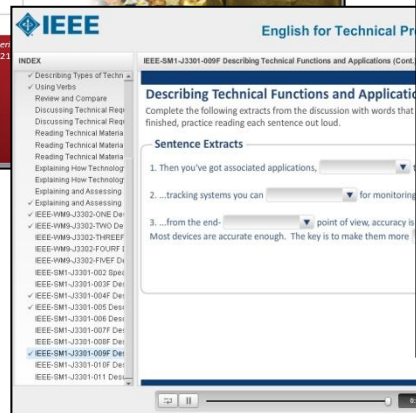 IEEE
English for Technical
INDEX
IEEE-SM1-J3301-009F Describing Technical Functions and Applications (Cont.)
✓ Describing Types of Techn
✓ Using Verbs
Review and Compare
Discussing Technical Req
Discussing Technical Req
Reading Technical Materia
Reading Technical Materia
Reading Technical Materia
Explaining How Technolog
Explaining How Technolog
Explaining and Assessing
✓ Explaining and Assessing
✓ IEEE-WM9-J3302-ONE De
✓ IEEE-WM9-J3302-TWO De
IEEE-WM9-J3302-THREEF
IEEE-WM9-J3302-FOURF
IEEE-WM9-J3302-FIVEF De
IEEE-SM1-J3301-002 Spec
IEEE-SM1-J3301-003F Des
✓ IEEE-SM1-J3301-004F Des
✓ IEEE-SM1-J3301-005 Desc
✓ IEEE-SM1-J3301-006 Desc
IEEE-SM1-J3301-007F Des
IEEE-SM1-J3301-008F Des
✓ IEEE-SM1-J3301-009F Des
IEEE-SM1-J3301-010F Des
IEEE-SM1-J3301-011 Desc
Describing Technical Functions and Applicatio
Complete the following extracts from the discussion with words that
finished, practice reading each sentence out loud.
Sentence Extracts
1. Then you've got associated applications,
2. ...tracking systems you can for monitoring
3. ...from the end- point of view, accuracy is
Most devices are accurate enough. The key is to make them more